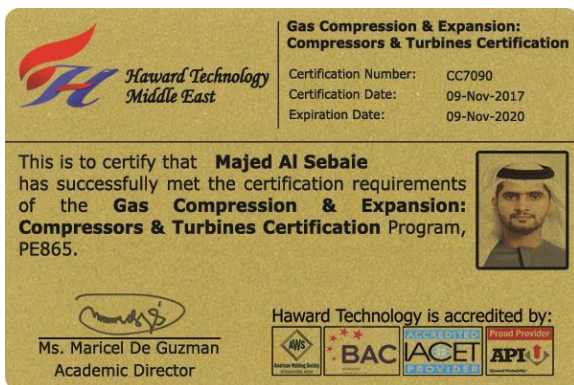 Haward Technology
Middle East
Gas Compression & Expansion:
Compressors & Turbines Certification
Certification Number: CC7090
Certification Date: 09-Nov-2017
Expiration Date: 09-Nov-2020
This is to certify that Majed Al Sebaie
has successfully met the certification requirements
of the Gas Compression & Expansion:
Compressors & Turbines Certification Program,
PE865.
Ms. Maricel De Guzman
Academic Director
Haward Technology is accredited by:
AWS
American Welding Society
BAC
ACCREDITED
IACET
PROVIDER
Proud Provider
API